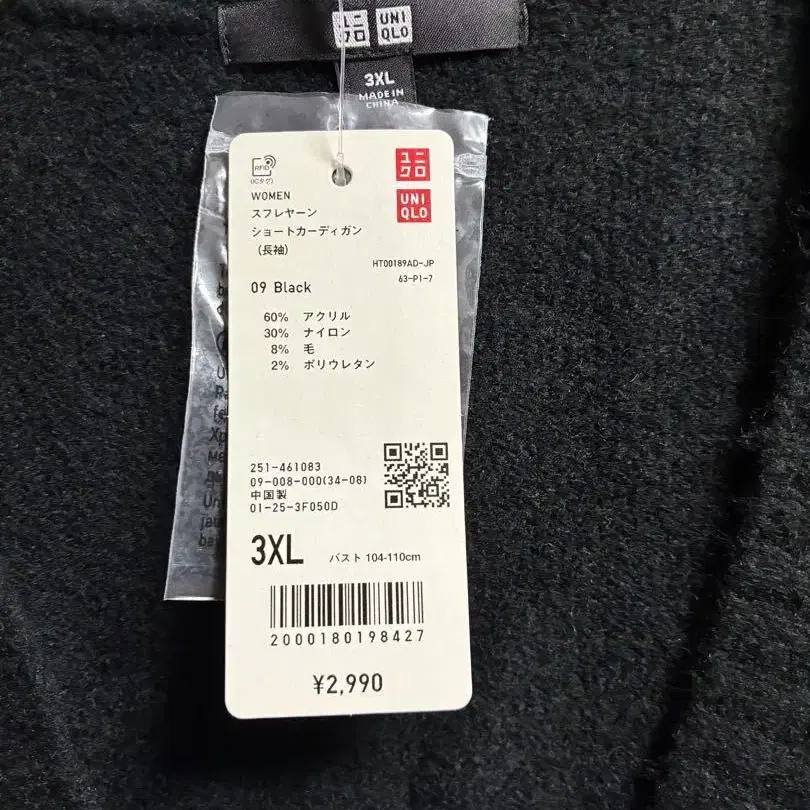 ユニ UNI
クロ QLO
3XL
MADE IN
CHINA
RFID
(ICタグ)
ユニ
クロ
UNI
QLO
WOMEN
スフレヤーン
ショートカーディガン
(長袖)
HT00189AD-JP
63-P1-7
09 Black
60% アクリル
30% ナイロン
8% 毛
2% ポリウレタン
251-461083
09-008-000(34-08)
中国製
01-25-3F050D
3XL バスト 104-110cm
2000180198427
¥2,990